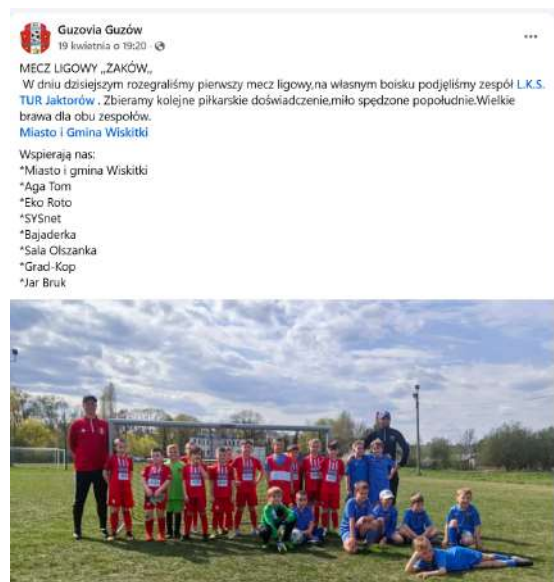 Guzovia Guzów
19 kwietnia o 19:20
MECZ LIGOWY „ŻAKÓW„
W dniu dzisiejszym rozegraliśmy pierwszy mecz ligowy,na własnym boisku podjęliśmy zespół L.K.S.
TUR Jaktorów . Zbieramy kolejne piłkarskie doświadczenie,miło spędzone popołudnie.Wielkie
brawa dla obu zespołów.
Miasto i Gmina Wiskitki
Wspierają nas:
*Miasto i gmina Wiskitki
*Aga Tom
*Eko Roto
*SYSnet
*Bajaderka
*Sala Olszanka
*Grad-Kop
*Jar Bruk